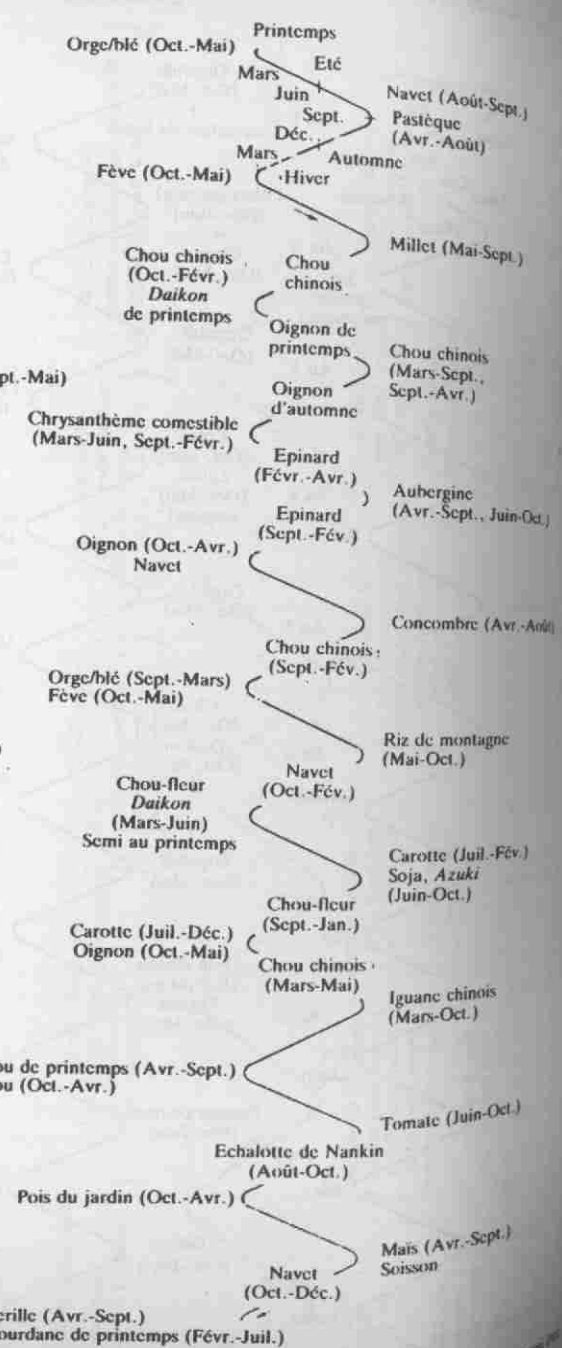 Printemps
Orge/blé (Oct.-Mai)
Eté
Mars
Juin
Navet (Août-Sept.)
Sept.
Pastèque
Déc.
(Avr.-Août)
Mars
Automne
Fève (Oct.-Mai)
Hiver
Millet (Mai-Sept.)
Chou chinois
(Oct.-Févr.)
Daikon
de printemps
Chou
chinois
Oignon de
printemps
Chou chinois
(Mars-Sept.,
Sept.-Avr.)
pt.-Mai)
Oignon
d'automne
Chrysanthème comestible
(Mars-Juin, Sept.-Févr.)
Epinard
(Févr.-Avr.)
Aubergine
(Avr.-Sept., Juin-Oct.)
Epinard
(Sept.-Fév.)
Oignon (Oct.-Avr.)
Navet
Concombre (Avr.-Août)
Chou chinois
(Sept.-Fév.)
Orge/blé (Sept.-Mars)
Fève (Oct.-Mai)
Riz de montagne
(Mai-Oct.)
Navet
(Oct.-Fév.)
Chou-fleur
Daikon
(Mars-Juin)
Semi au printemps
Carotte (Juil.-Fév.)
Soja, Azuki
(Juin-Oct.)
Chou-fleur
(Sept.-Jan.)
Carotte (Juil.-Déc.)
Oignon (Oct.-Mai)
Chou chinois
(Mars-Mai)
Iguane chinois
(Mars-Oct.)
ou de printemps (Avr.-Sept.)
ou (Oct.-Avr.)
Tomate (Juin-Oct.)
Echalotte de Nankin
(Août-Oct.)
Pois du jardin (Oct.-Avr.)
Maïs (Avr.-Sept.)
Soisson
Navet
(Oct.-Déc.)
erille (Avr.-Sept.)
ourdane de printemps (Févr.-Juil.)